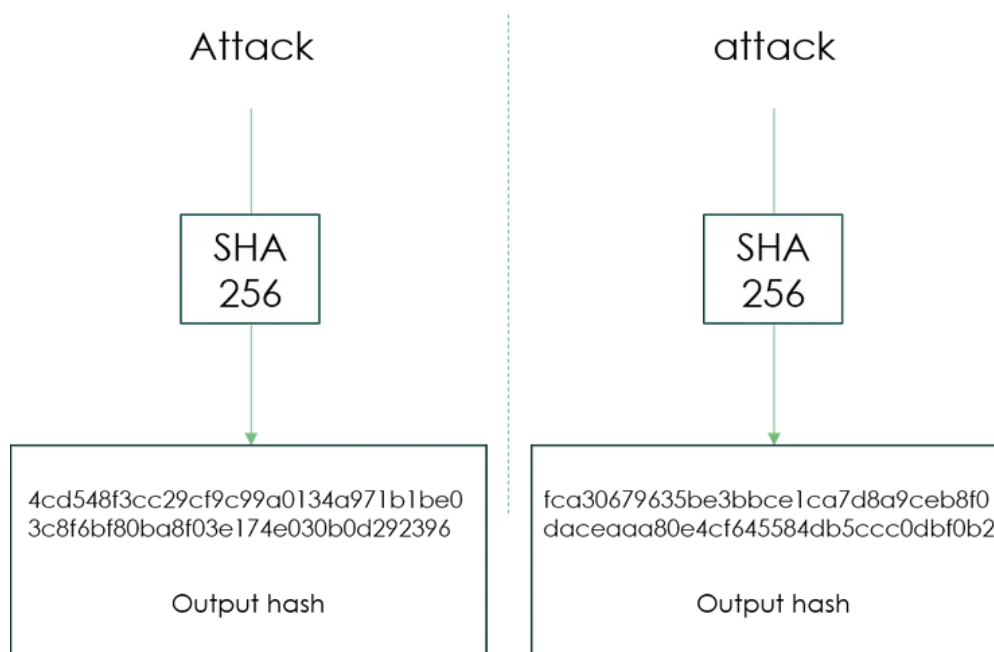 Attack
SHA
256
4cd548f3cc29cf9c99a0134a971b1be0
3c8f6bf80ba8f03e174e030b0d292396
Output hash
attack
SHA
256
fca30679635be3bbce1ca7d8a9ceb8f0
daceaaa80e4cf645584db5ccc0dbf0b2
Output hash